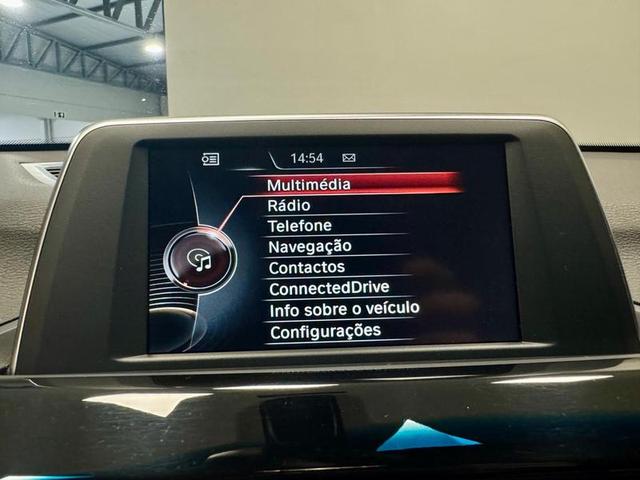 14:54
Multimédia
Rádio
Telefone
Navegação
Contactos
ConnectedDrive
Info sobre o veículo
Configurações